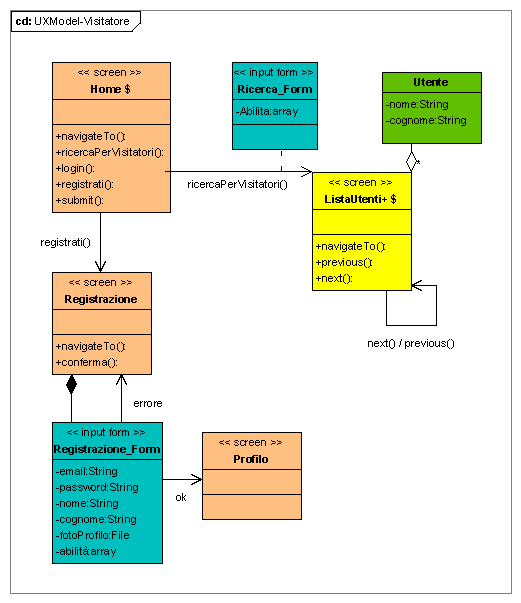 cd: UXModel-Visitatore
<< screen >>
Home $
+navigateTo():
+ricercaPerVisitatori():
+login():
+registrati():
+submit():
<< input form >>
Ricerca_Form
-Abilita:array
Utente
-nome:String
-cognome:String
ricercaPerVisitatori()
<< screen >>
ListaUtenti+ $
+navigateTo():
+previous():
+next():
registrati()
<< screen >>
Registrazione
+navigateTo():
+conferma():
next() / previous()
errore
<< input form >>
Registrazione_Form
-email:String
-password:String
-nome:String
-cognome:String
-fotoProfilo:File
-abilità:array
ok
<< screen >>
Profilo
*